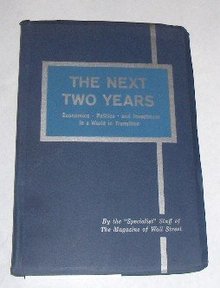 THE NEXT
TWO YEARS
Economics · Politics · and Investment
in a World in Transition
By the "Specialist" Staff of
The Magazine of Wall Street